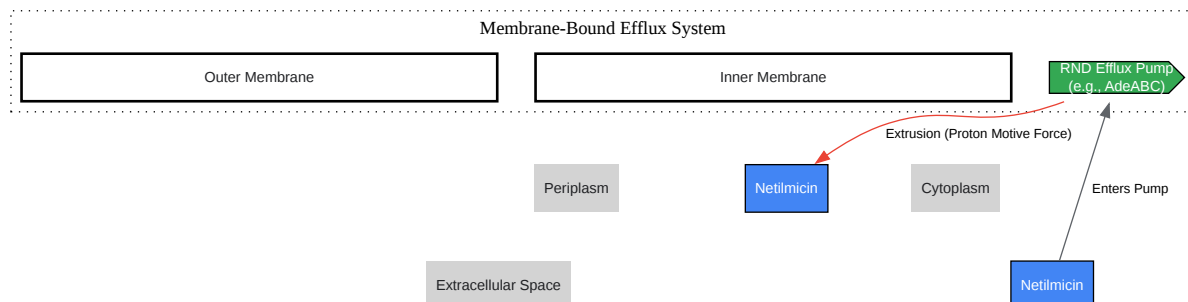 Membrane-Bound Efflux System
Outer Membrane
Inner Membrane
RND Efflux Pump
(e.g., AdeABC)
Extrusion (Proton Motive Force)
Periplasm
Netilmicin
Cytoplasm
Enters Pump
Extracellular Space
Netilmicin